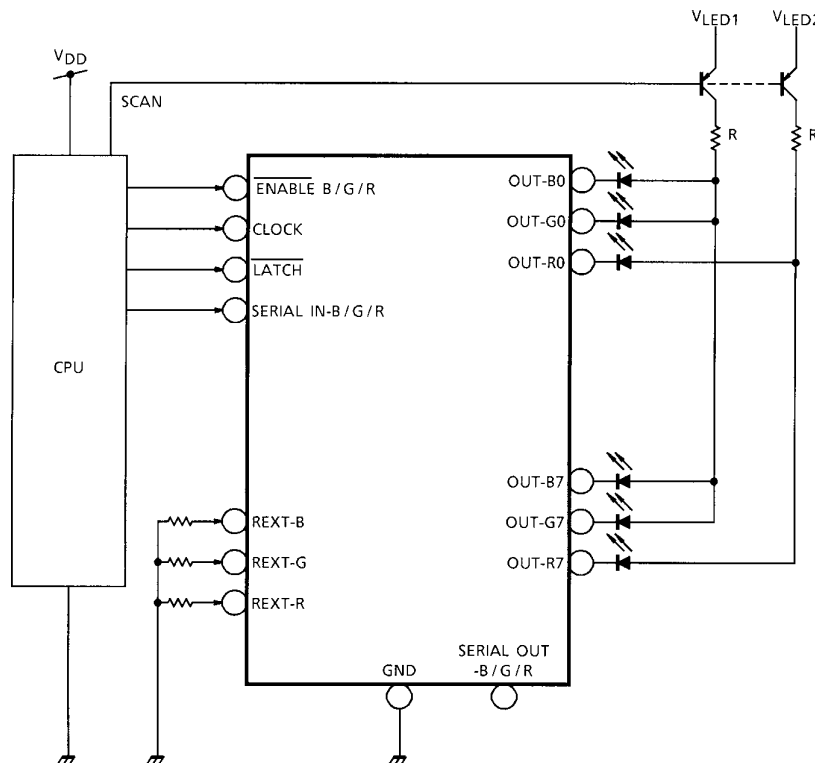 VLED1
VLED2
VDD
SCAN
R
R
ENABLE B/G/R
CLOCK
LATCH
SERIAL IN-B/G/R
CPU
REXT-B
REXT-G
REXT-R
OUT-B0
OUT-G0
OUT-R0
OUT-B7
OUT-G7
OUT-R7
GND
SERIAL OUT
-B/G/R